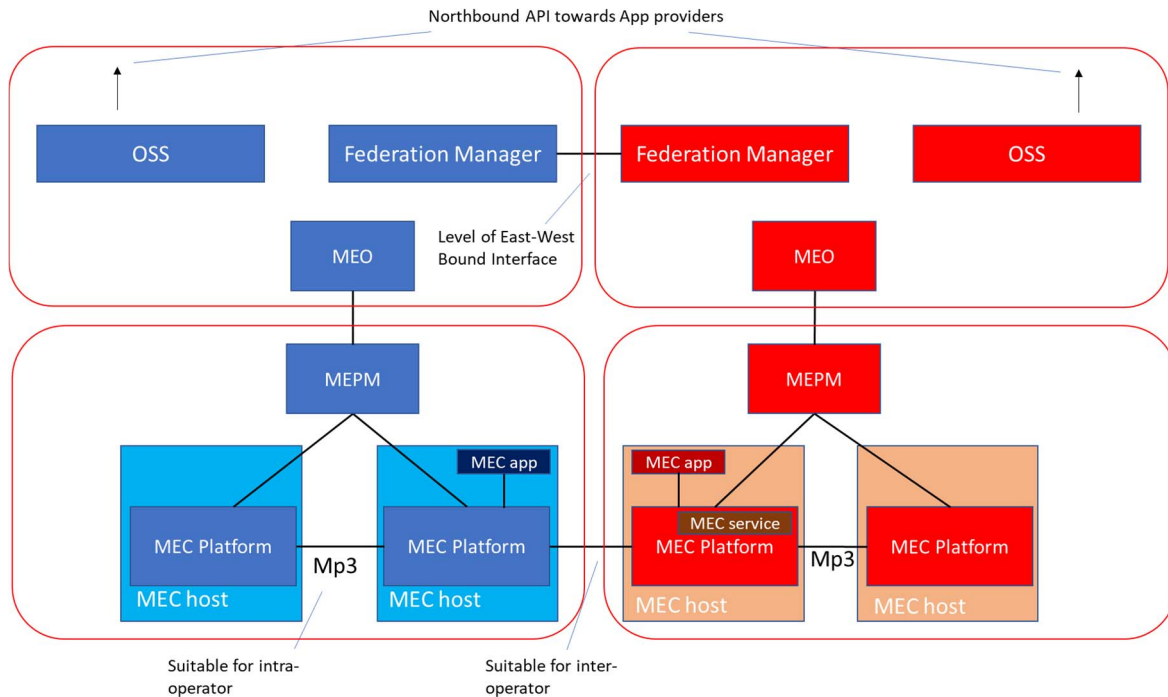 Northbound API towards App providers
OSS
Federation Manager
Federation Manager
OSS
Level of East-West
Bound Interface
MEO
MEO
MEPM
MEPM
MEC app
MEC app
MEC service
MEC Platform
MEC Platform
MEC Platform
MEC Platform
Mp3
Mp3
MEC host
MEC host
MEC host
MEC host
Suitable for intra-
operator
Suitable for inter-
operator